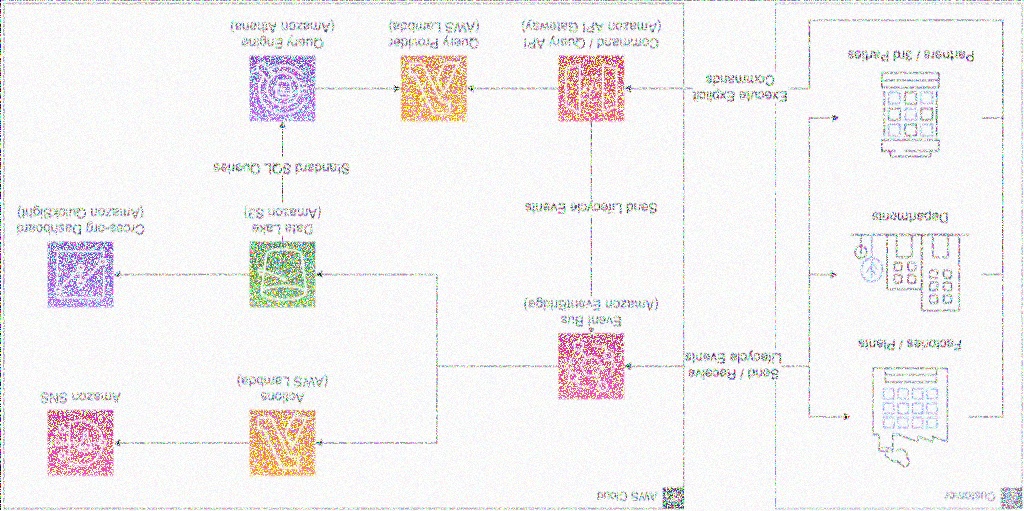 Customer
AWS Cloud
Factories / Plants
Send / Receive
Lifecycle Events
Event Bus
(Amazon EventBridge)
Actions
(AWS Lambda)
Amazon SNS
Departments
Send Lifecycle Events
Data Lake
(Amazon S3)
Cross-org Dashboard
(Amazon QuickSight)
Standard SQL Queries
Partners / 3rd Parties
Execute Explicit
Commands
Command / Query API
(Amazon API Gateway)
Query Provider
(AWS Lambda)
Query Engine
(Amazon Athena)